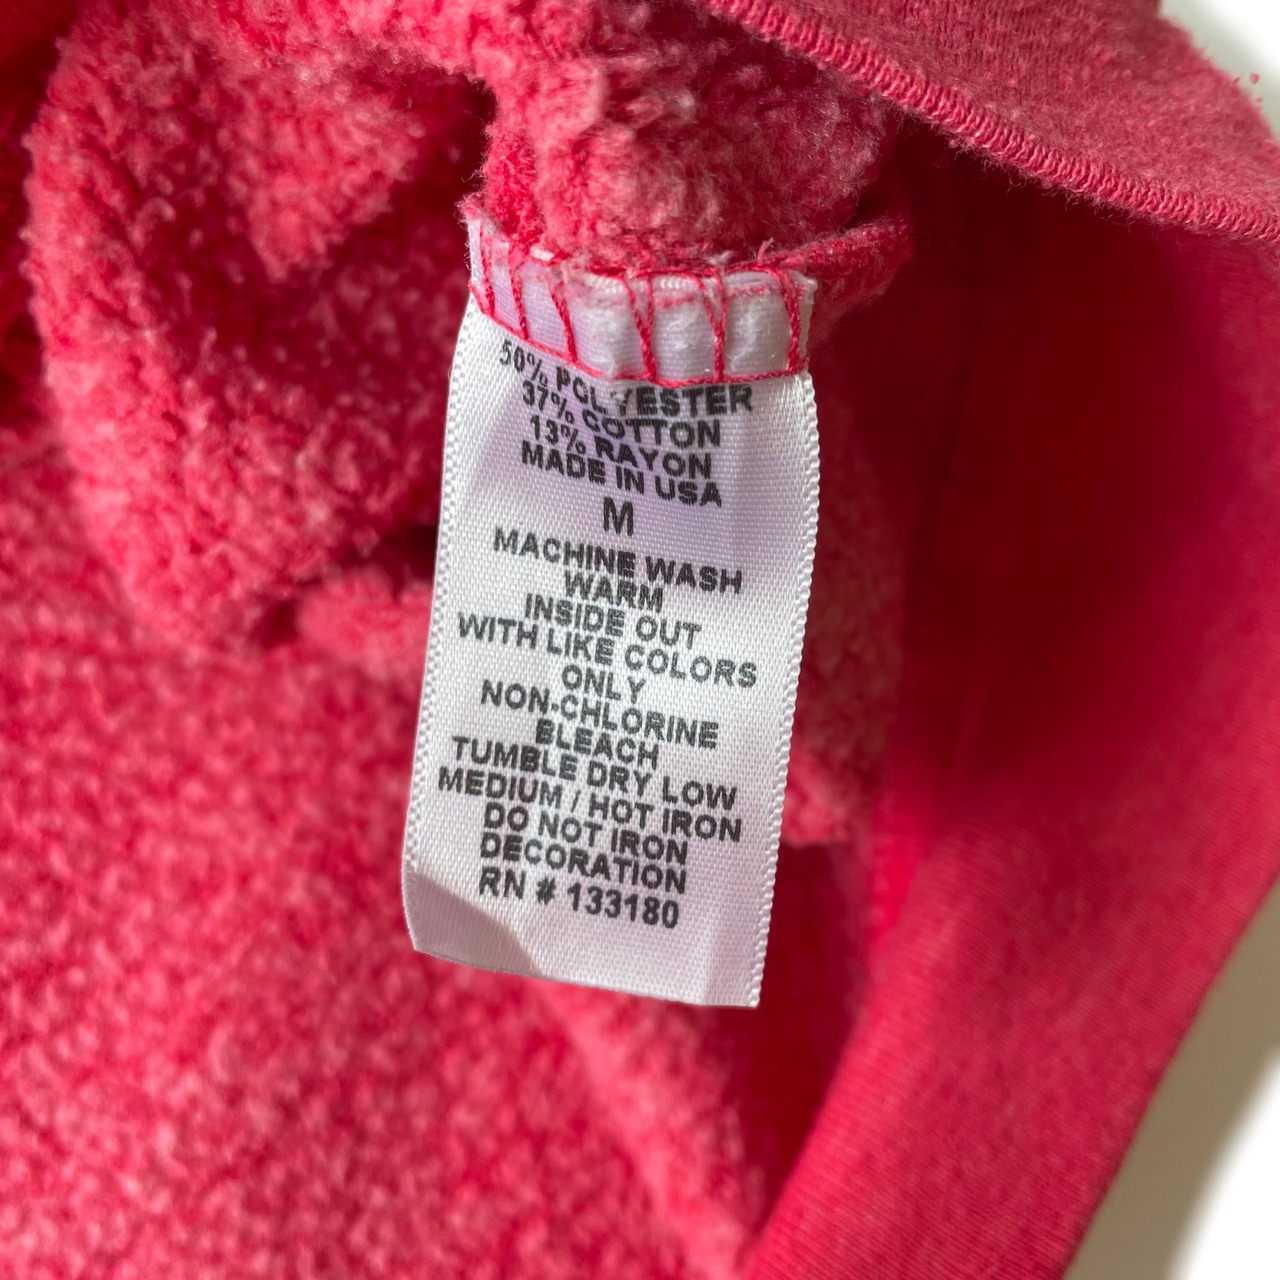 50% POLYESTER
37% COTTON
13% RAYON
MADE IN USA
M
MACHINE WASH
WARM
INSIDE OUT
WITH LIKE COLORS
ONLY
NON-CHLORINE
BLEACH
TUMBLE DRY LOW
MEDIUM / HOT IRON
DO NOT IRON
DECORATION
RN # 133180